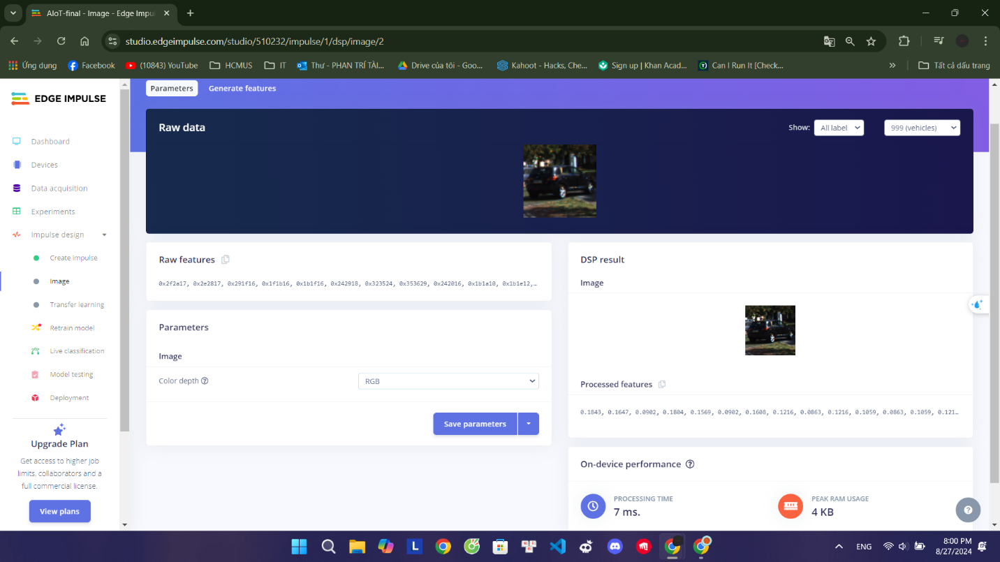 AIoT-final - Image - Edge Impul
studio.edgeimpulse.com/studio/510232/impulse/1/dsp/image/2
Ứng dụng
Facebook
(10843) YouTube
HCMUS
IT
Thư - PHAN TRÍ TÀI...
Drive của tôi - Goo...
Kahoot - Hacks, Che...
Sign up | Khan Acad...
Can I Run It [Check...
Tất cả dấu trang
EDGE IMPULSE
Dashboard
Devices
Data acquisition
Experiments
Impulse design
Create impulse
Image
Transfer learning
Retrain model
Live classification
Model testing
Deployment
Upgrade Plan
Get access to higher job
limits, collaborators and a
full commercial license.
View plans
Parameters
Generate features
Raw data
Show:
All label
999 (vehicles)
Raw features
0x2f2a17, 0x2e2817, 0x291f16, 0x1f1b16, 0x1b1f16, 0x242918, 0x323524, 0x353629, 0x242016, 0x1b1a10, 0x1b1e12,…
Parameters
Image
Color depth
RGB
Save parameters
DSP result
Image
Processed features
0.1843, 0.1647, 0.0902, 0.1804, 0.1569, 0.0902, 0.1608, 0.1216, 0.0863, 0.1216, 0.1059, 0.0863, 0.1059, 0.121…
On-device performance
PROCESSING TIME
7 ms.
PEAK RAM USAGE
4 KB
ENG
8:00 PM
8/27/2024